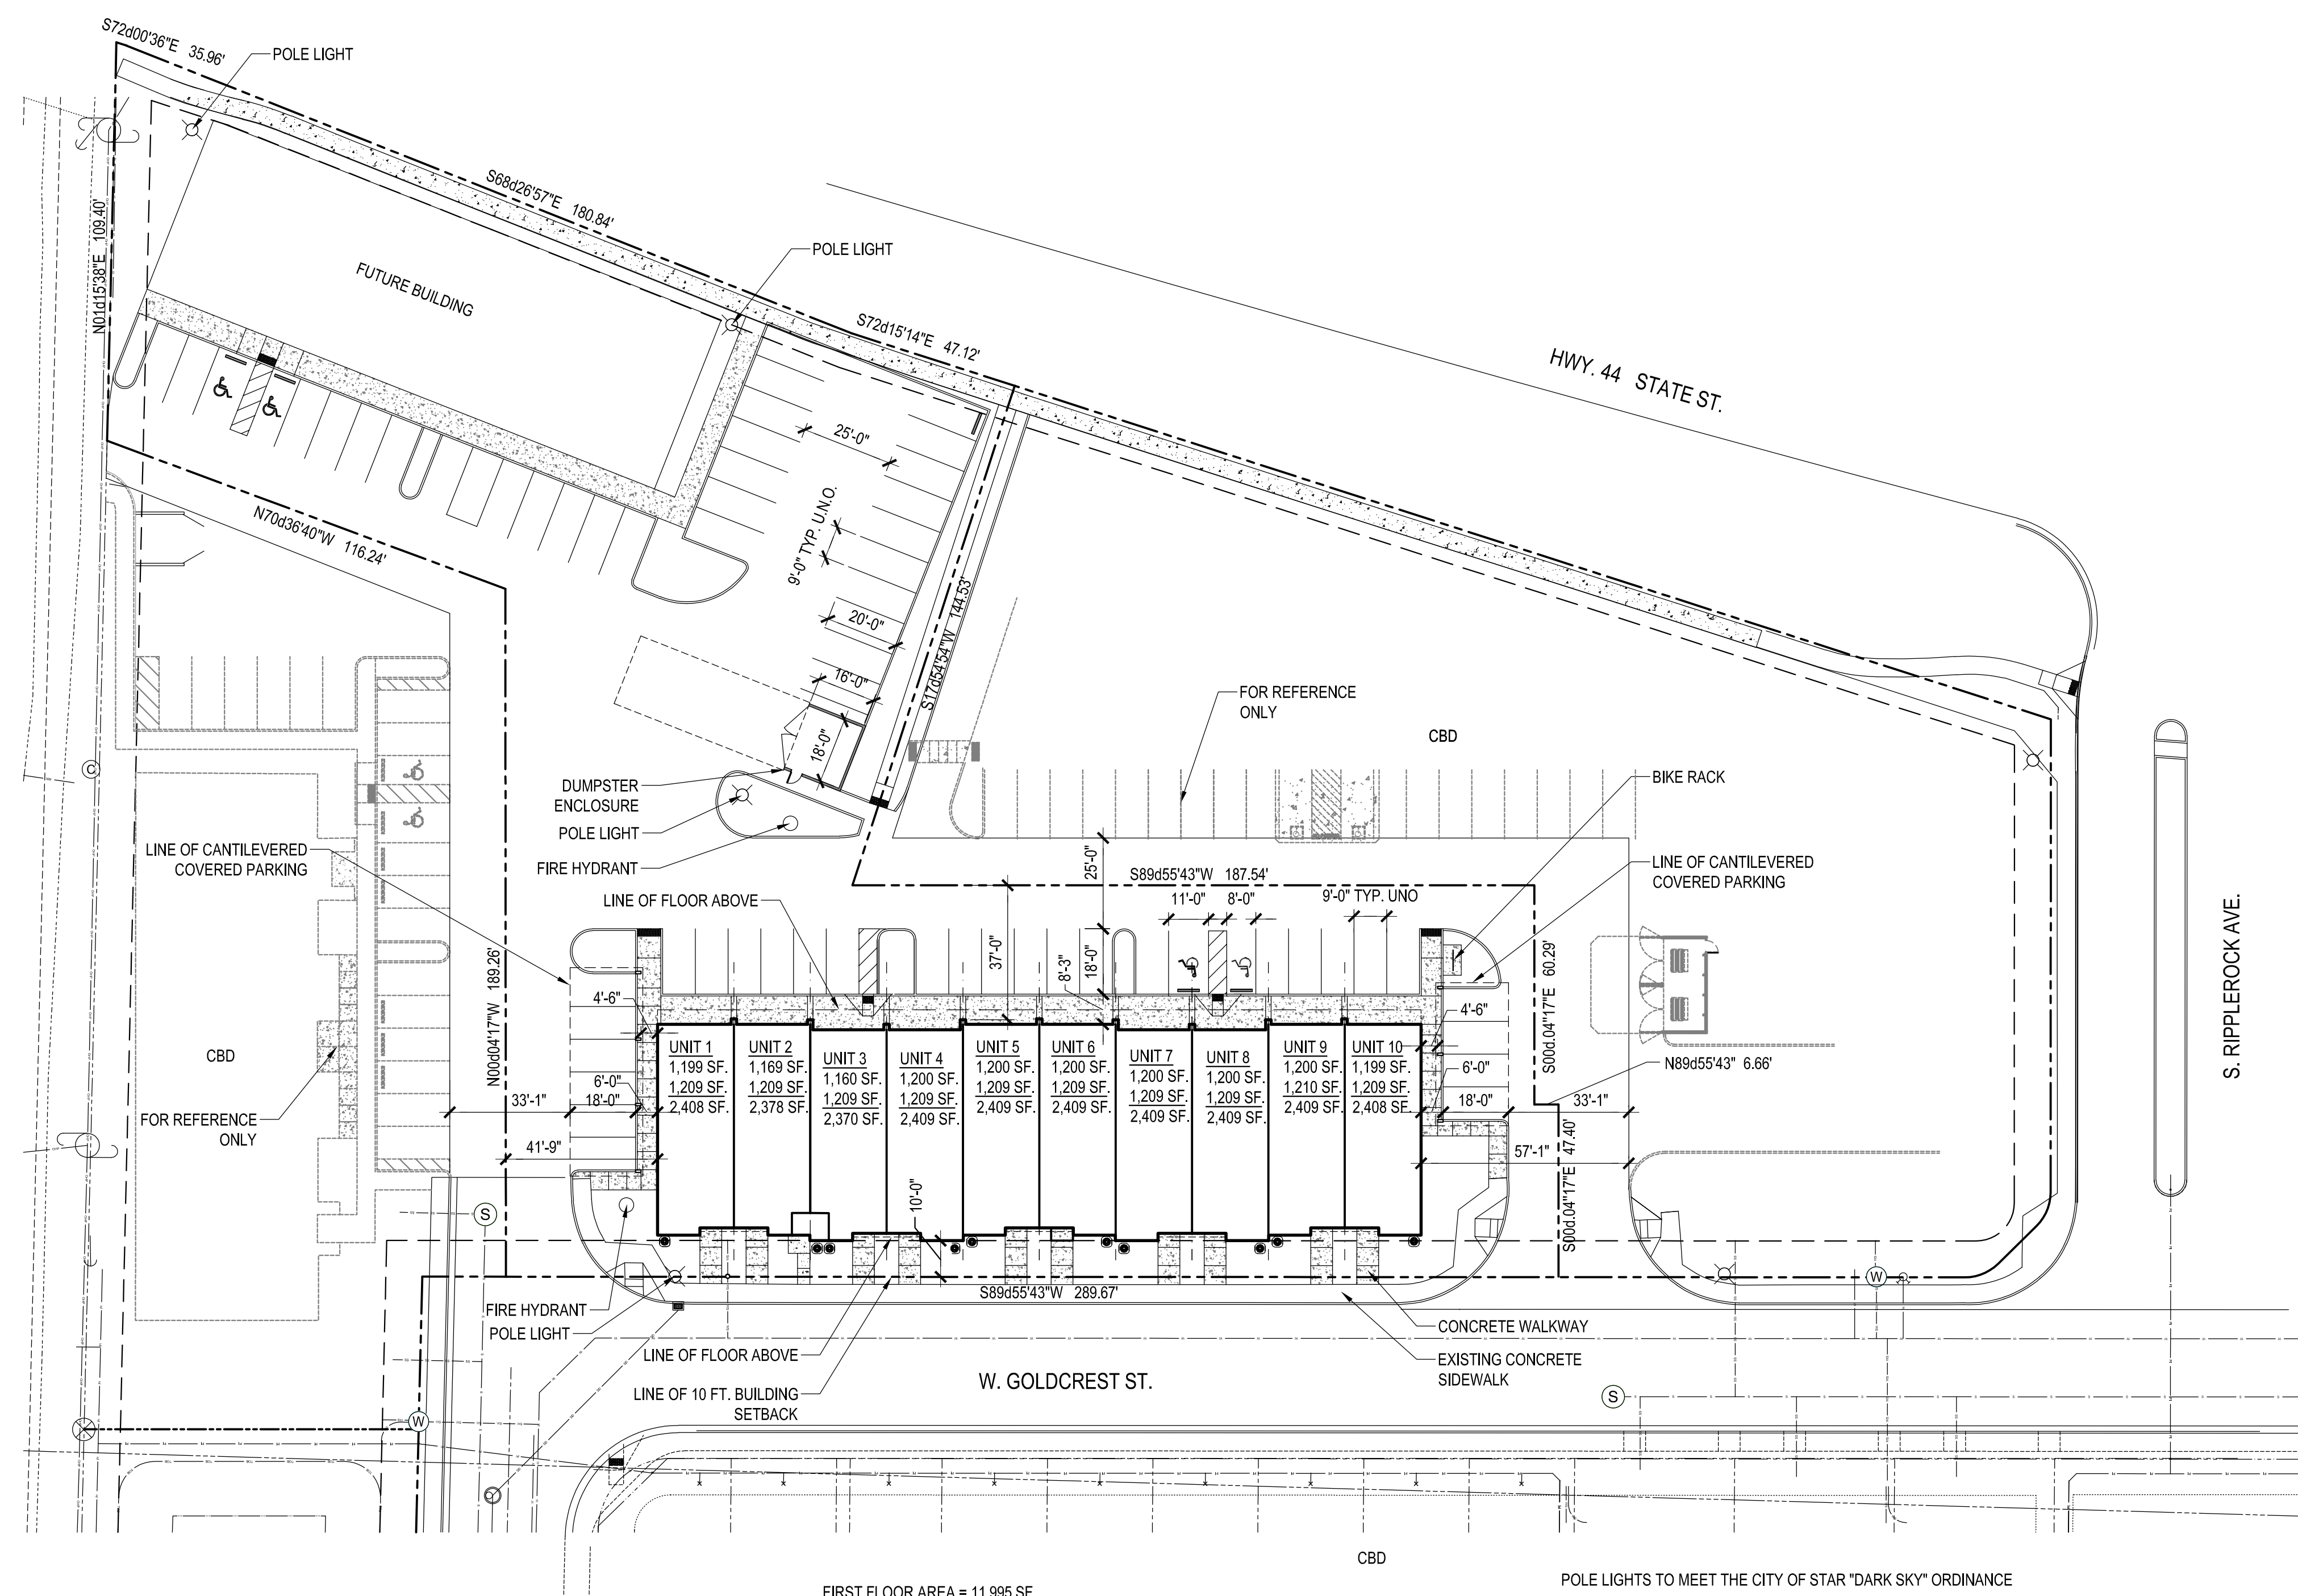 S72d00'36"E 35.96'
POLE LIGHT
S68d26'57"E 180.84'
N01d15'38"E 109.40'
FUTURE BUILDING
POLE LIGHT
S72d15'14"E 47.12'
HWY. 44 STATE ST.
25'-0"
9'-0" TYP. U.N.O.
N70d36'40"W 116.24'
20'-0"
S17d54'54"W 144.53'
16'-0"
18'-0"
FOR REFERENCE
ONLY
CBD
BIKE RACK
DUMPSTER
ENCLOSURE
POLE LIGHT
FIRE HYDRANT
LINE OF CANTILEVERED
COVERED PARKING
LINE OF FLOOR ABOVE
25'-0"
S89d55'43"W 187.54'
11'-0"
8'-0"
9'-0" TYP. UNO
LINE OF CANTILEVERED
COVERED PARKING
S. RIPPLEROCK AVE.
37'-0"
8'-3"
18'-0"
S00d.04'17"E 60.29'
N00d04'17"W 189.26'
4'-6"
4'-6"
UNIT 1
1,199 SF.
1,209 SF.
2,408 SF.
UNIT 2
1,169 SF.
1,209 SF.
2,378 SF.
UNIT 3
1,160 SF.
1,209 SF.
2,370 SF.
UNIT 4
1,200 SF.
1,209 SF.
2,409 SF.
UNIT 5
1,200 SF.
1,209 SF.
2,409 SF.
UNIT 6
1,200 SF.
1,209 SF.
2,409 SF.
UNIT 7
1,200 SF.
1,209 SF.
2,409 SF.
UNIT 8
1,200 SF.
1,209 SF.
2,409 SF.
UNIT 9
1,200 SF.
1,210 SF.
2,409 SF.
UNIT 10
1,199 SF.
1,209 SF.
2,408 SF.
CBD
6'-0"
6'-0"
N89d55'43" 6.66'
33'-1"
18'-0"
18'-0"
33'-1"
FOR REFERENCE
ONLY
41'-9"
57'-1"
S00d.04'17"E 47.40'
10'-0"
C
S
W
S89d55'43"W 289.67'
FIRE HYDRANT
POLE LIGHT
CONCRETE WALKWAY
LINE OF FLOOR ABOVE
EXISTING CONCRETE
SIDEWALK
W. GOLDCREST ST.
LINE OF 10 FT. BUILDING
SETBACK
S
W
CBD
FIRST FLOOR AREA = 11,995 SF
POLE LIGHTS TO MEET THE CITY OF STAR "DARK SKY" ORDINANCE